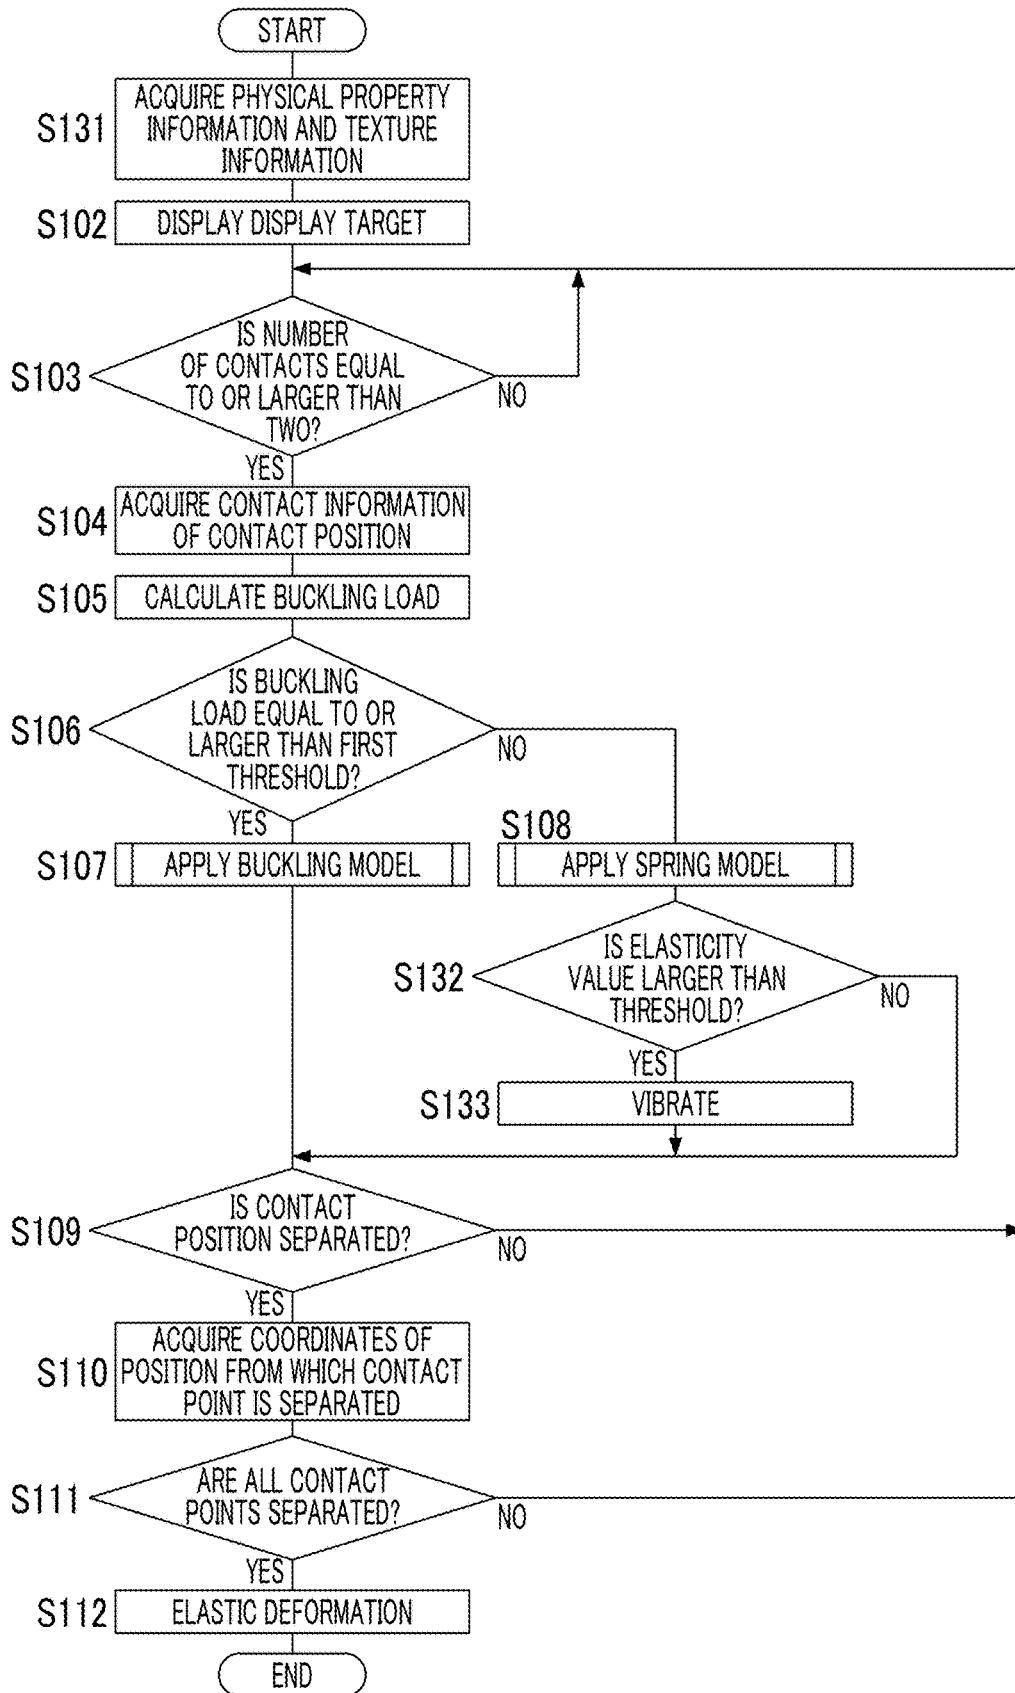 START
S131
ACQUIRE PHYSICAL PROPERTY
INFORMATION AND TEXTURE
INFORMATION
S102
DISPLAY DISPLAY TARGET
S103
IS NUMBER
OF CONTACTS EQUAL
TO OR LARGER THAN
TWO?
NO
YES
S104
ACQUIRE CONTACT INFORMATION
OF CONTACT POSITION
S105
CALCULATE BUCKLING LOAD
S106
IS BUCKLING
LOAD EQUAL TO OR
LARGER THAN FIRST
THRESHOLD?
NO
YES
S107
APPLY BUCKLING MODEL
S108
APPLY SPRING MODEL
S132
IS ELASTICITY
VALUE LARGER THAN
THRESHOLD?
NO
YES
S133
VIBRATE
S109
IS CONTACT
POSITION SEPARATED?
NO
YES
S110
ACQUIRE COORDINATES OF
POSITION FROM WHICH CONTACT
POINT IS SEPARATED
S111
ARE ALL CONTACT
POINTS SEPARATED?
NO
YES
S112
ELASTIC DEFORMATION
END